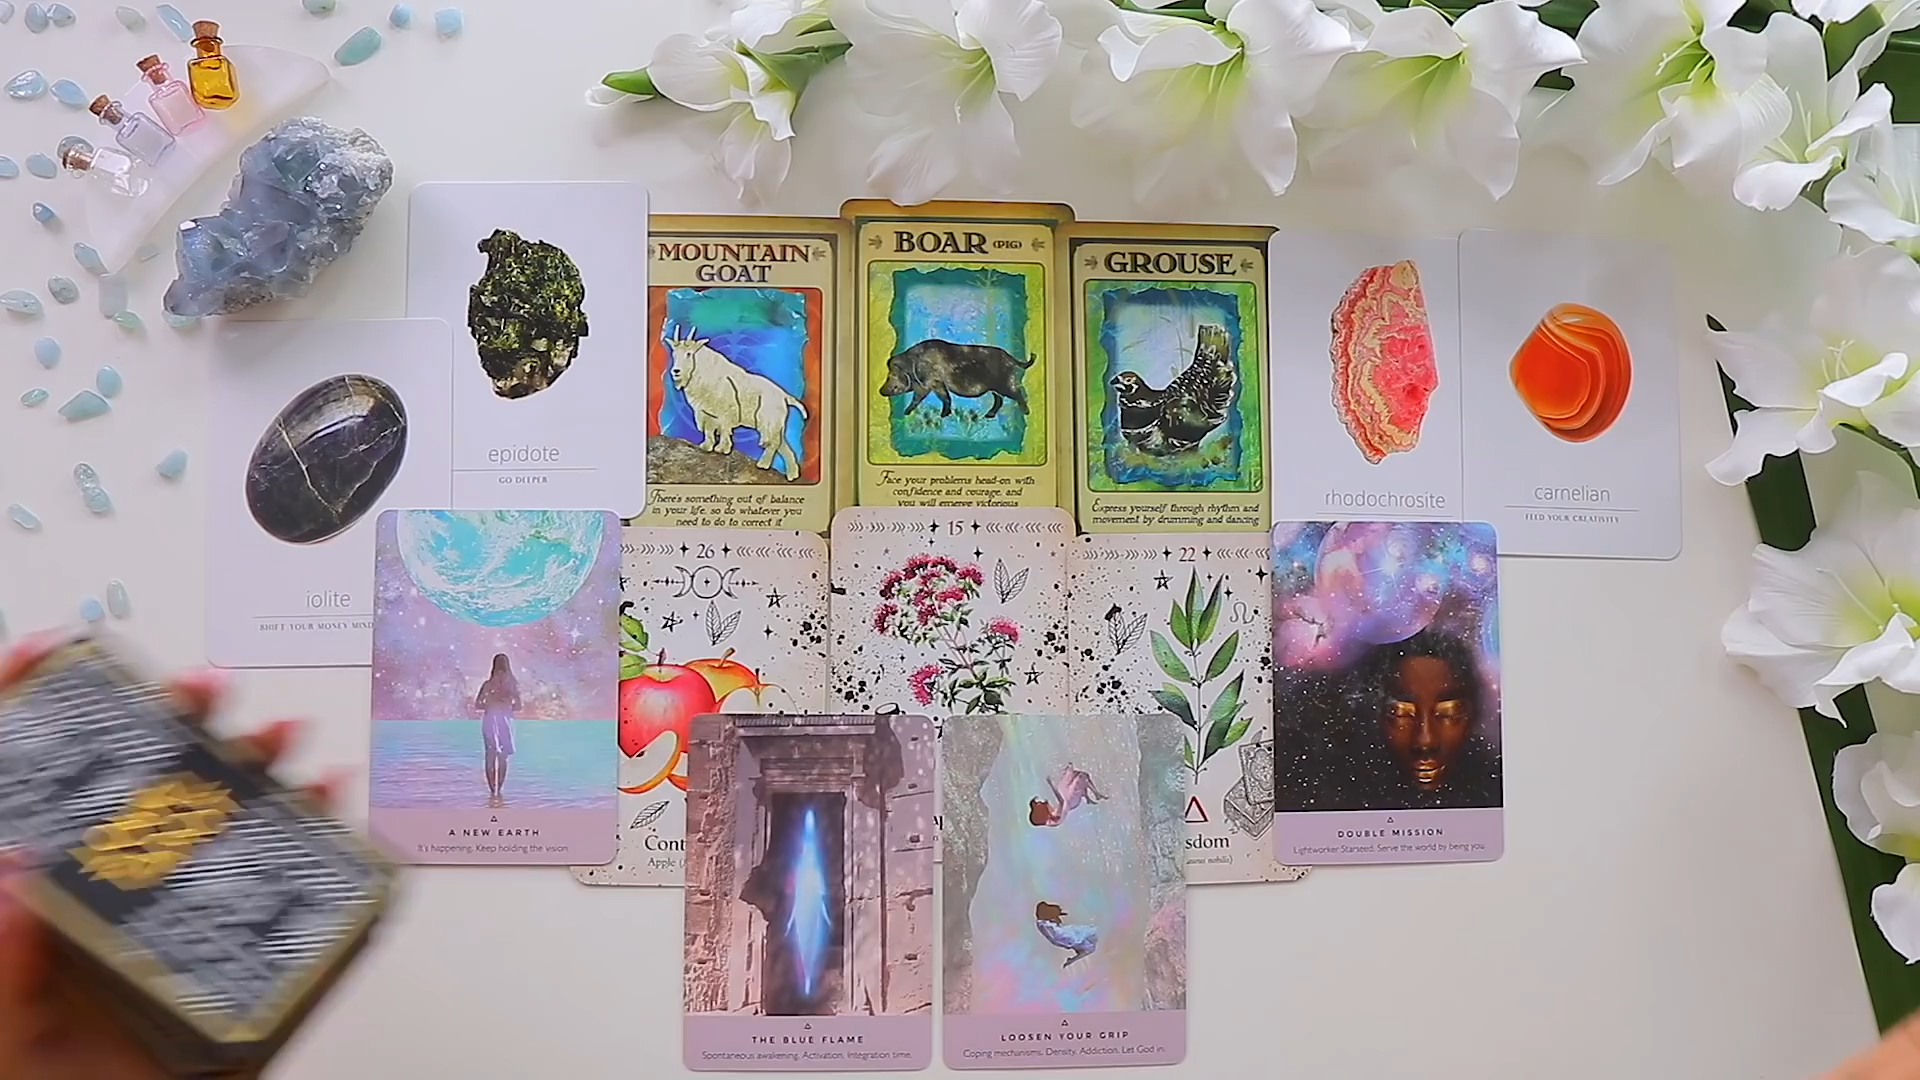 MOUNTAIN
GOAT
There's something out of balance
in your life, so do whatever you
need to do to correct it
BOAR (PIG)
Face your problems head-on with
confidence and courage, and
you will emerge victorious
GROUSE
Express yourself through rhythm and
movement by drumming and dancing
epidote
GO DEEPER
iolite
SHIFT YOUR MONEY MIND
rhodochrosite
carnelian
FEED YOUR CREATIVITY
26
15
22
A NEW EARTH
It's happening. Keep holding the vision.
Cont
Apple
sdom
DOUBLE MISSION
Lightworker Starseed. Serve the world by being you.
THE BLUE FLAME
Spontaneous awakening. Activation. Integration time.
LOOSEN YOUR GRIP
Coping mechanisms. Density. Addiction. Let God in.